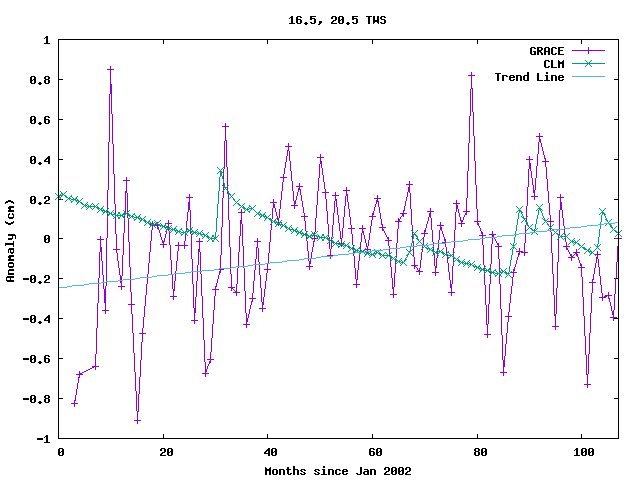 16.5, 20.5 TWS
GRACE
CLM
Trend Line
1
0.8
0.6
0.4
0.2
0
-0.2
-0.4
-0.6
-0.8
-1
Anomaly (cm)
0 20 40 60 80 100
Months since Jan 2002